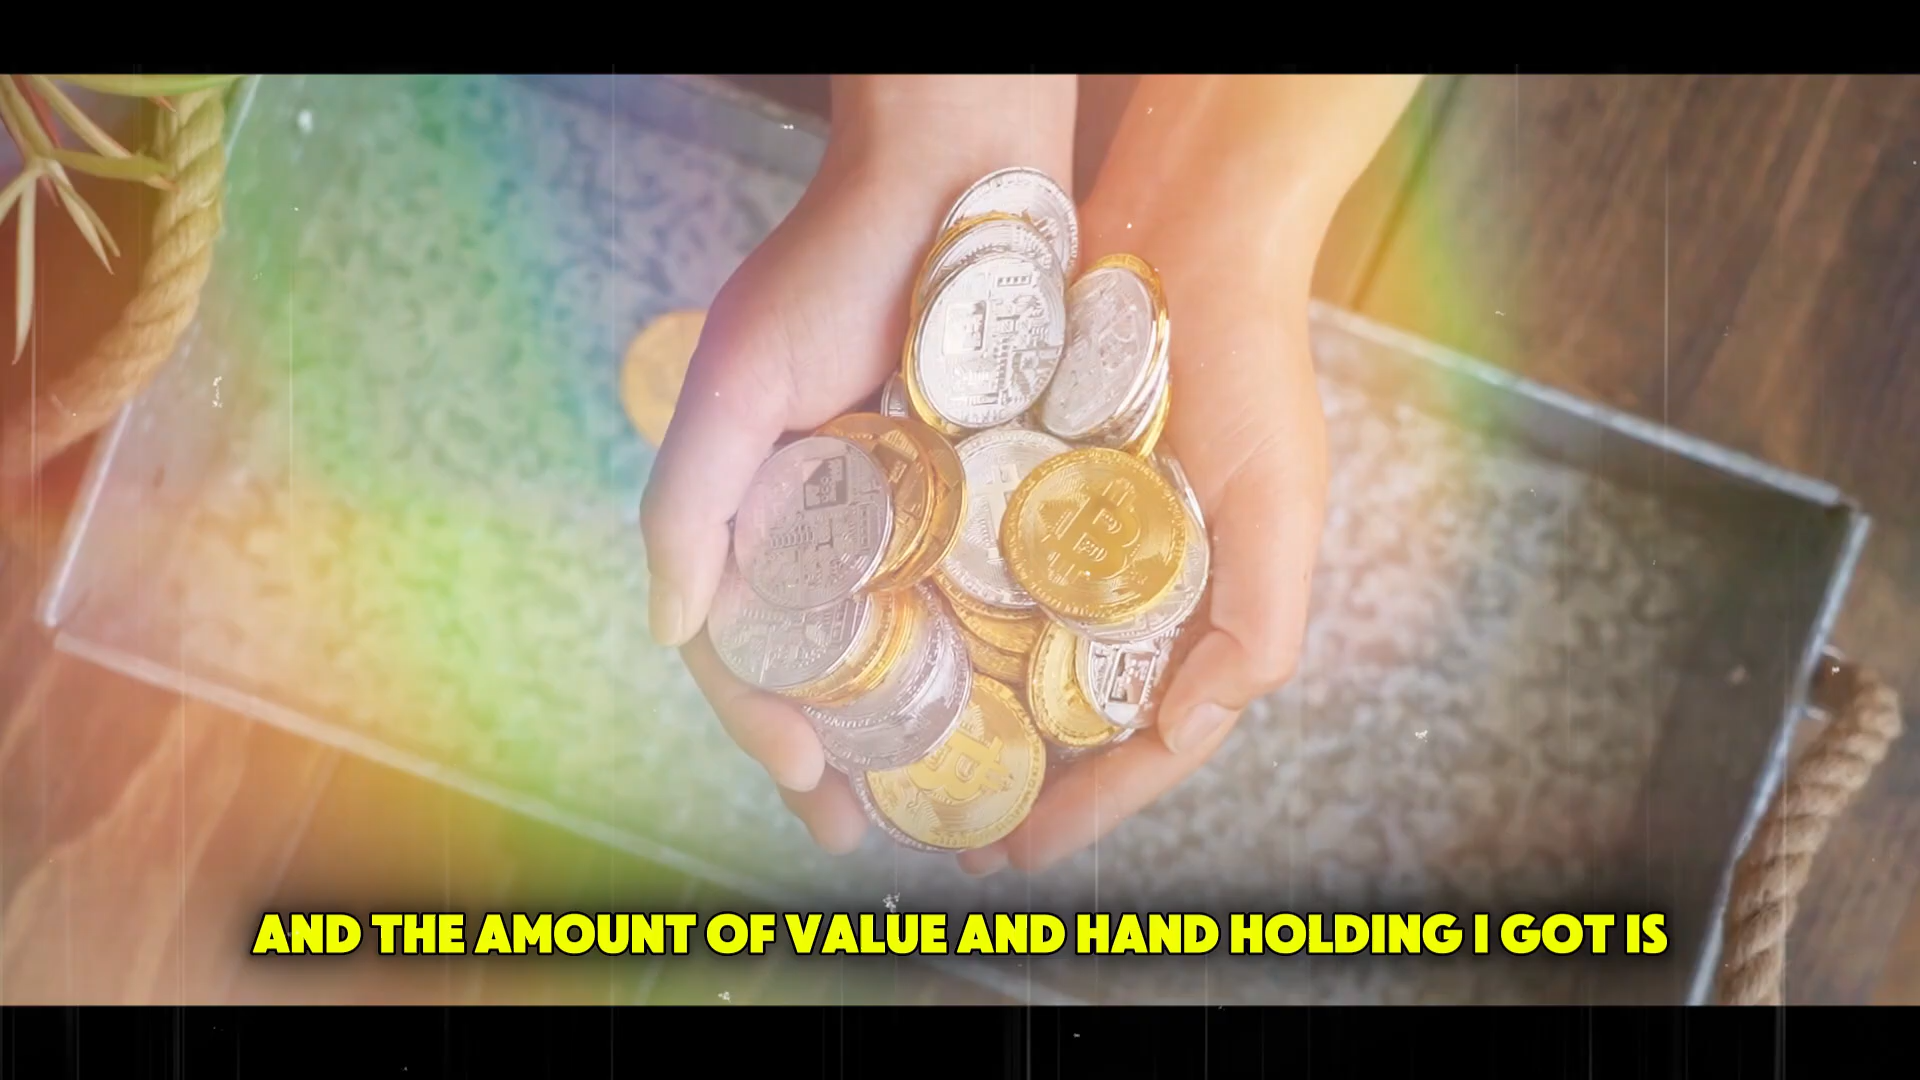 AND THE AMOUNT OF VALUE AND HAND HOLDING I GOT IS